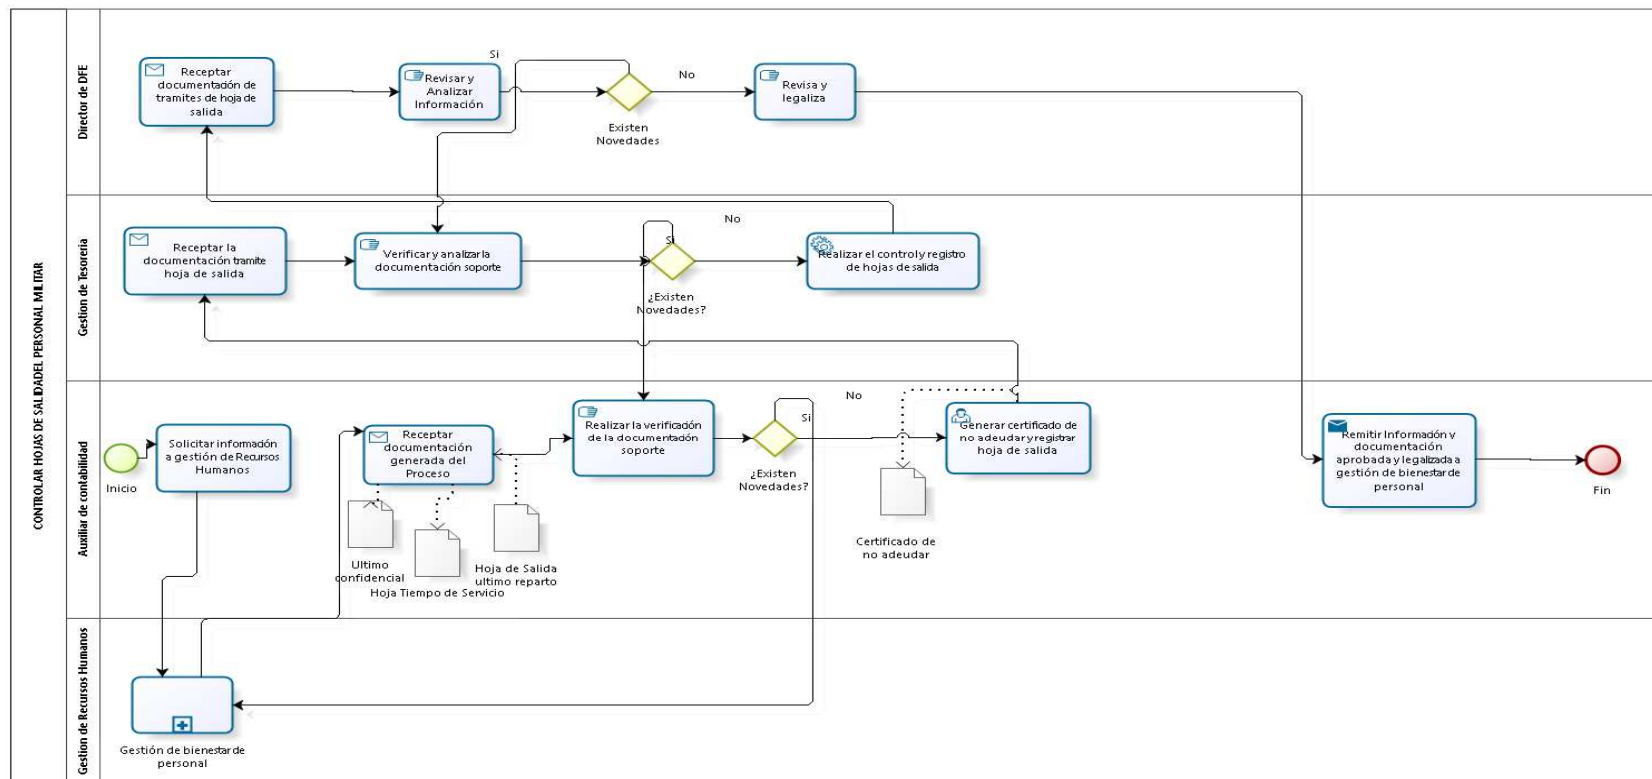 CONTROLAR HOJAS DE SALIDADEL PERSONAL MILITAR
Director de DFE
Receptar
documentación de
tramites de hoja de
salida
Revisar y
Analizar
Información
Si
Existen
Novedades
No
Revisa y
legaliza
Gestion de Tesoreria
Receptar la
documentación tramite
hoja de salida
Verificar y analizar la
documentación soporte
Si
¿Existen
Novedades?
No
Realizar el control y registro
de hojas de salida
Auxiliar de contabilidad
Inicio
Solicitar información
a gestión de Recursos
Humanos
Receptar
documentación
generada del
Proceso
Ultimo
confidencial
Hoja Tiempo de Servicio
Hoja de Salida
ultimo reparto
Realizar la verificación
de la documentación
soporte
Si
¿Existen
Novedades?
No
Generar certificado de
no adeudar y registrar
hoja de salida
Certificado de
no adeudar
Remitir Información y
documentación
aprobada y legalizada a
gestión de bienestar de
personal
Fin
Gestion de Recursos Humanos
Gestión de bienestar de
personal